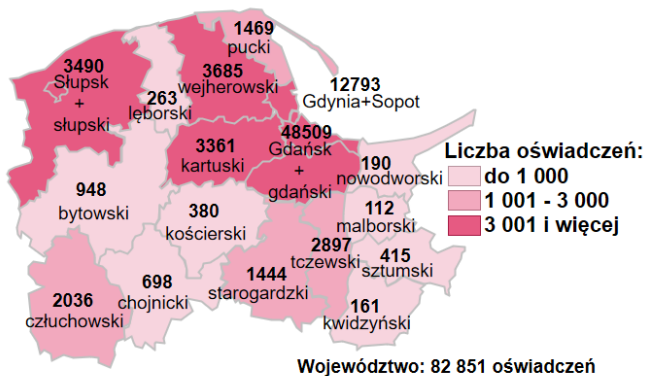 1469
pucki
3490
Słupsk
+
słupski
3685
wejherowski
12793
Gdynia+Sopot
263
lęborski
3361
kartuski
48509
Gdańsk
+
gdański
190
nowodworski
Liczba oświadczeń:
do 1 000
1 001 - 3 000
3 001 i więcej
948
bytowski
380
kościerski
112
malborski
2897
tczewski
415
sztumski
2036
człuchowski
698
chojnicki
1444
starogardzki
161
kwidzyński
Województwo: 82 851 oświadczeń